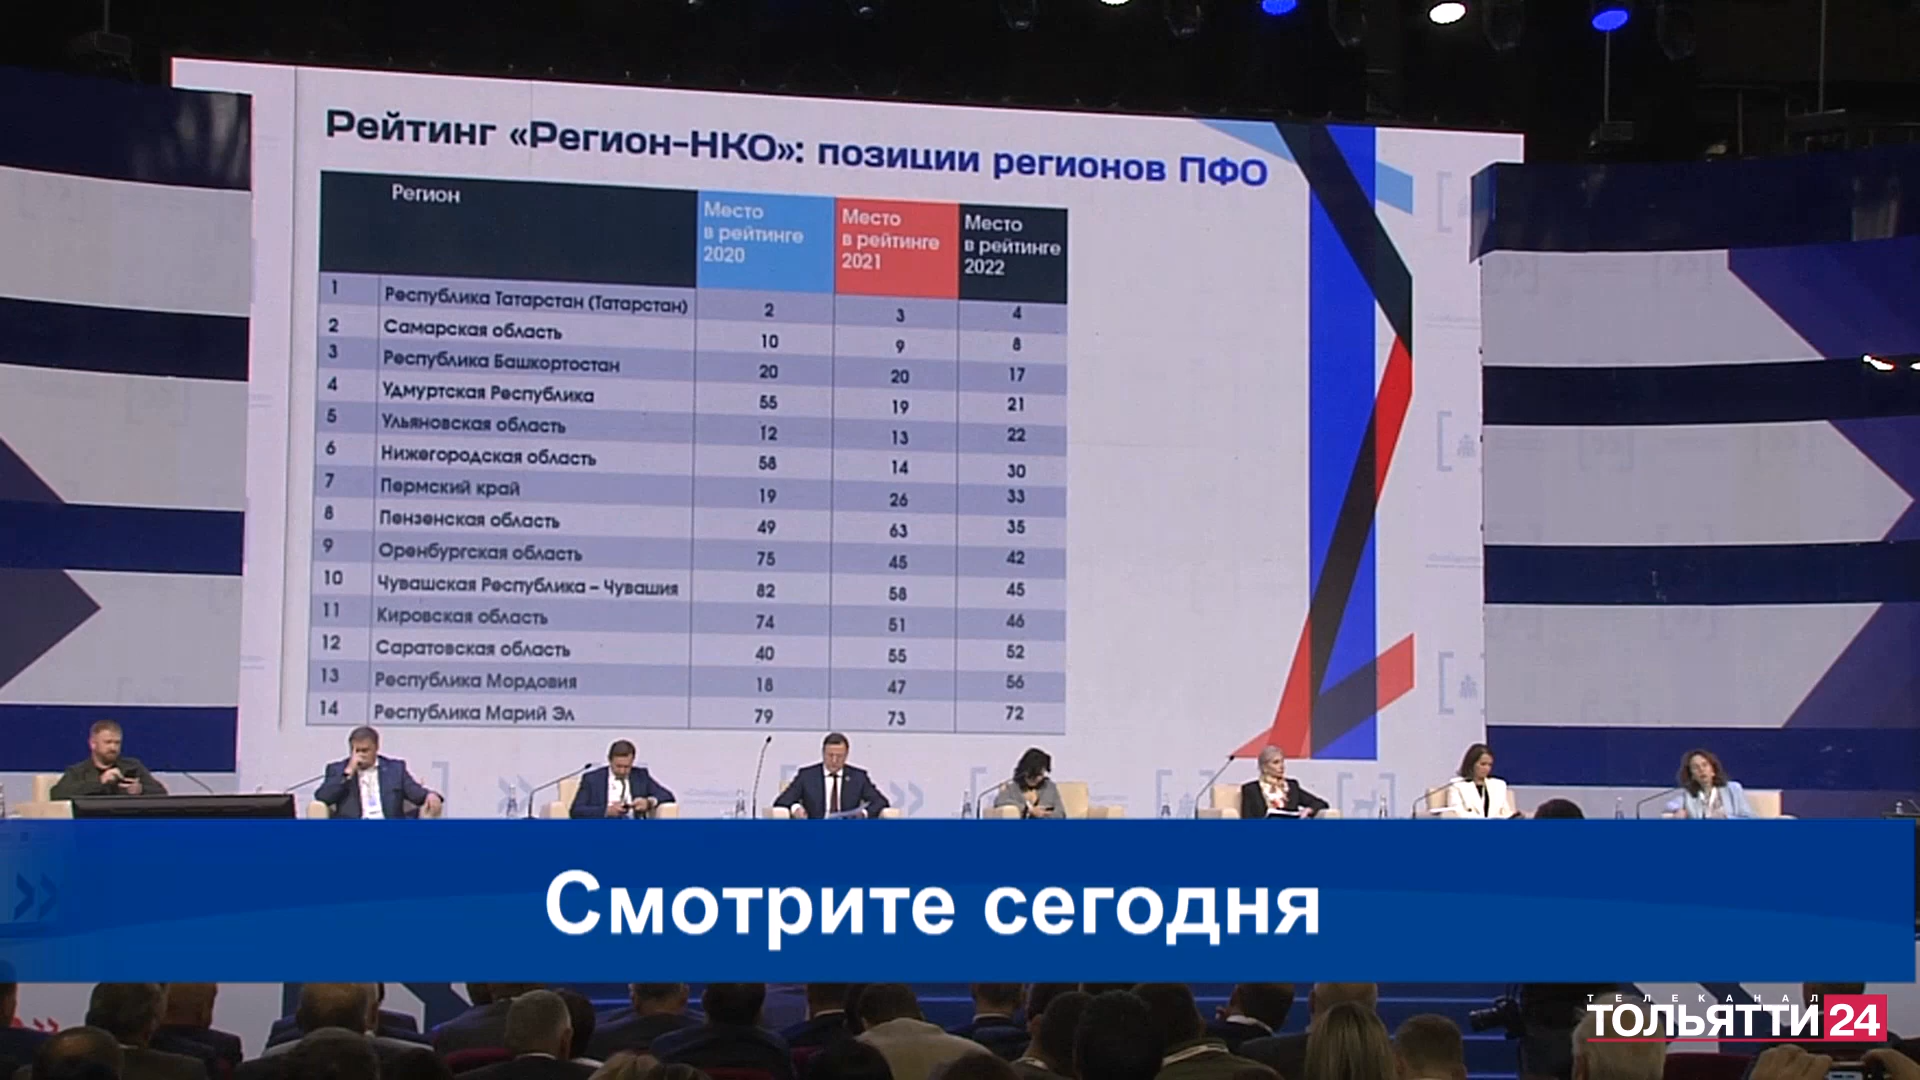 Рейтинг «Регион-НКО»: позиции регионов ПФО
Регион Место в рейтинге 2020 Место в рейтинге 2021 Место в рейтинге 2022
1 Республика Татарстан (Татарстан) 2 3 4
2 Самарская область 10 9 8
3 Республика Башкортостан 20 20 17
4 Удмуртская Республика 55 19 21
5 Ульяновская область 12 13 22
6 Нижегородская область 58 14 30
7 Пермский край 19 26 33
8 Пензенская область 49 63 35
9 Оренбургская область 75 45 42
10 Чувашская Республика – Чувашия 82 58 45
11 Кировская область 74 51 46
12 Саратовская область 40 55 52
13 Республика Мордовия 18 47 56
14 Республика Марий Эл 79 73 72
Смотрите сегодня
ТЕЛЕКАНАЛ
ТОЛЬЯТТИ 24